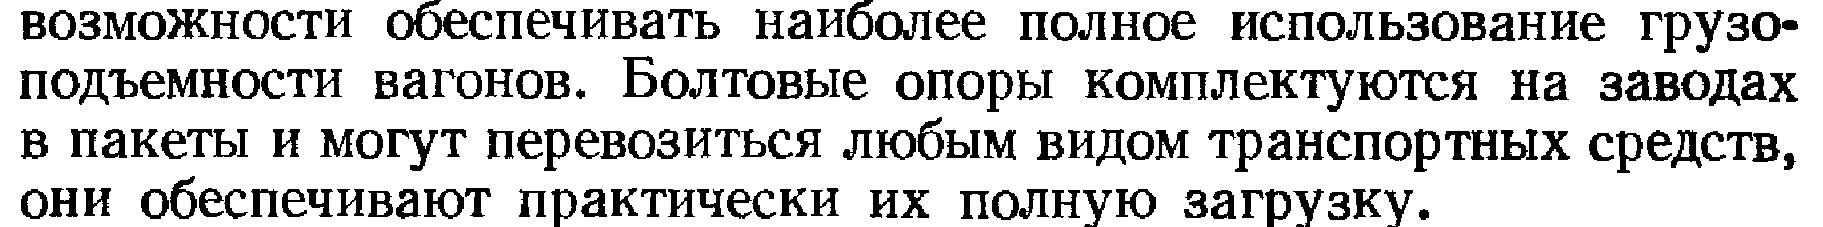 возможности обеспечивать наиболее полное использование грузо-
подъемности вагонов. Болтовые опоры комплектуются на заводах
в пакеты и могут перевозиться любым видом транспортных средств,
они обеспечивают практически их полную загрузку.